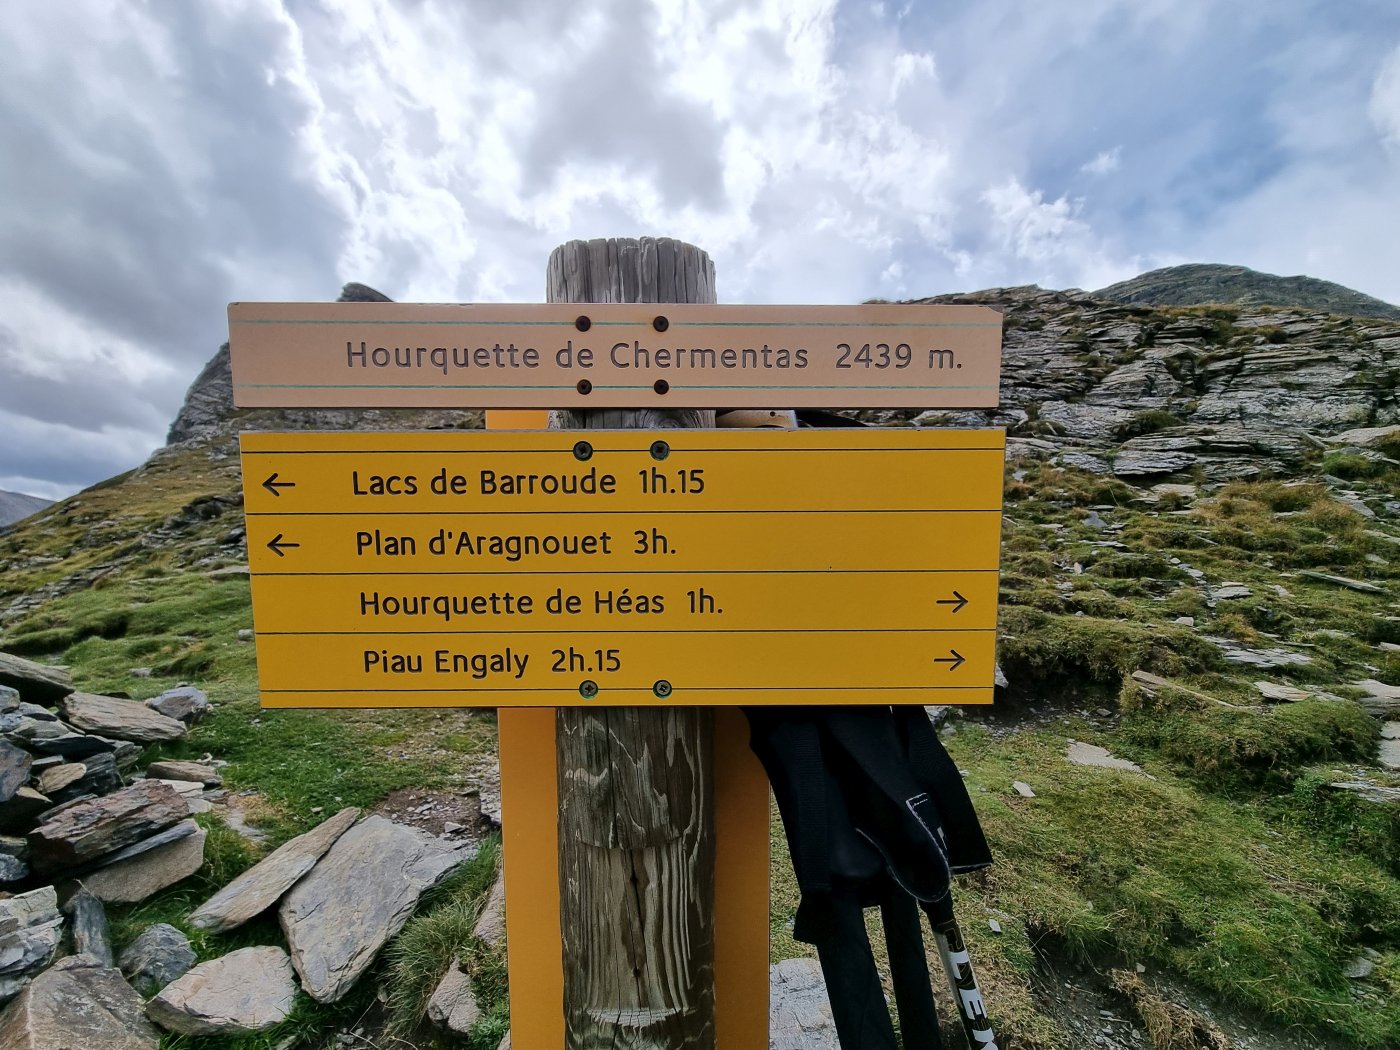 Hourquette de Chermentas 2439 m.
← Lacs de Barroude 1h.15
← Plan d'Aragnouet 3h.
Hourquette de Héas 1h. →
Piau Engaly 2h.15 →